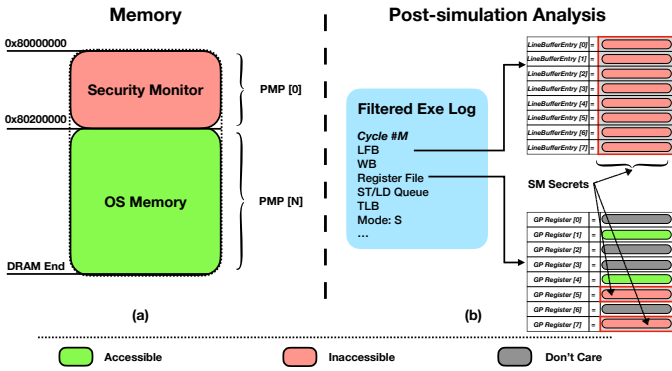 Memory
0x80000000
Security Monitor
PMP [0]
0x80200000
OS Memory
PMP [N]
DRAM End
(a)
Post-simulation Analysis
Filtered Exe Log
Cycle #M
LFB
WB
Register File
ST/LD Queue
TLB
Mode: S
...
LineBufferEntry [0] =
LineBufferEntry [1] =
LineBufferEntry [2] =
LineBufferEntry [3] =
LineBufferEntry [4] =
LineBufferEntry [5] =
LineBufferEntry [6] =
LineBufferEntry [7] =
SM Secrets
GP Register [0] =
GP Register [1] =
GP Register [2] =
GP Register [3] =
GP Register [4] =
GP Register [5] =
GP Register [6] =
GP Register [7] =
(b)
Accessible
Inaccessible
Don't Care